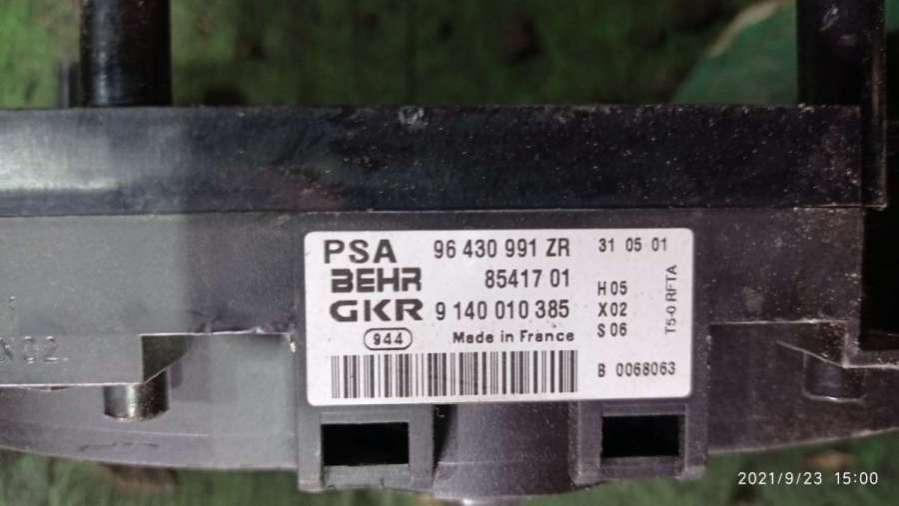 PSA 96 430 991 ZR 31 05 01
BEHR 85417 01
GKR 9 140 010 385
H05
X02
S06
T5-0 RFTA
944 Made in France
B 0068063
2021/9/23 15:00